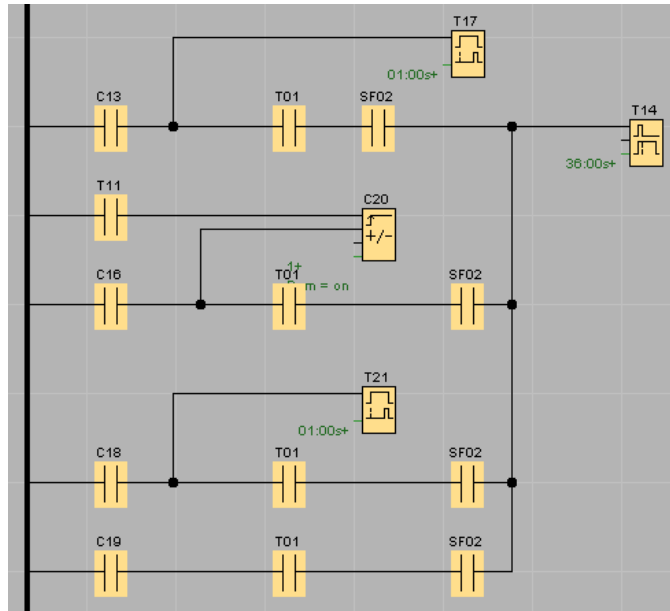 T17
01:00s+
C13
T01
SF02
T14
36:00s+
T11
C20
+/-
1+
C16
T01
m = on
SF02
T21
01:00s+
C18
T01
SF02
C19
T01
SF02